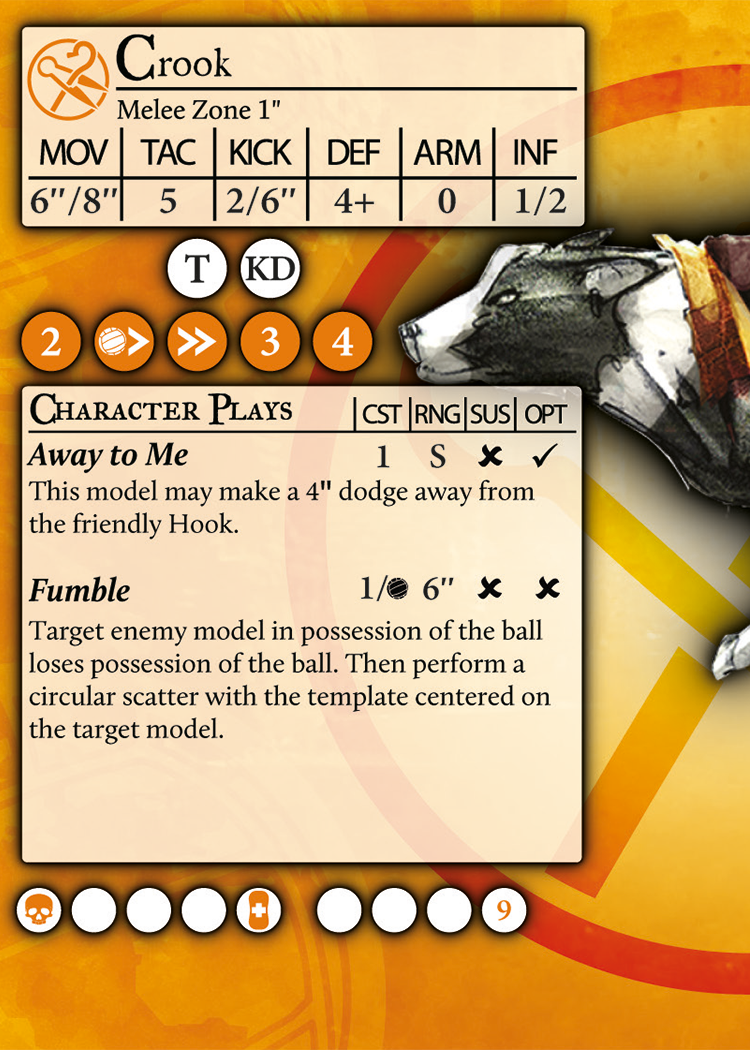 Crook
Melee Zone 1"
MOV TAC KICK DEF ARM INF
6"/8" 5 2/6" 4+ 0 1/2
T KD
2 > >> 3 4
Character Plays CST RNG SUS OPT
Away to Me 1 S ✘ ✓
This model may make a 4" dodge away from
the friendly Hook.
Fumble 1/ 6" ✘ ✘
Target enemy model in possession of the ball
loses possession of the ball. Then perform a
circular scatter with the template centered on
the target model.
9